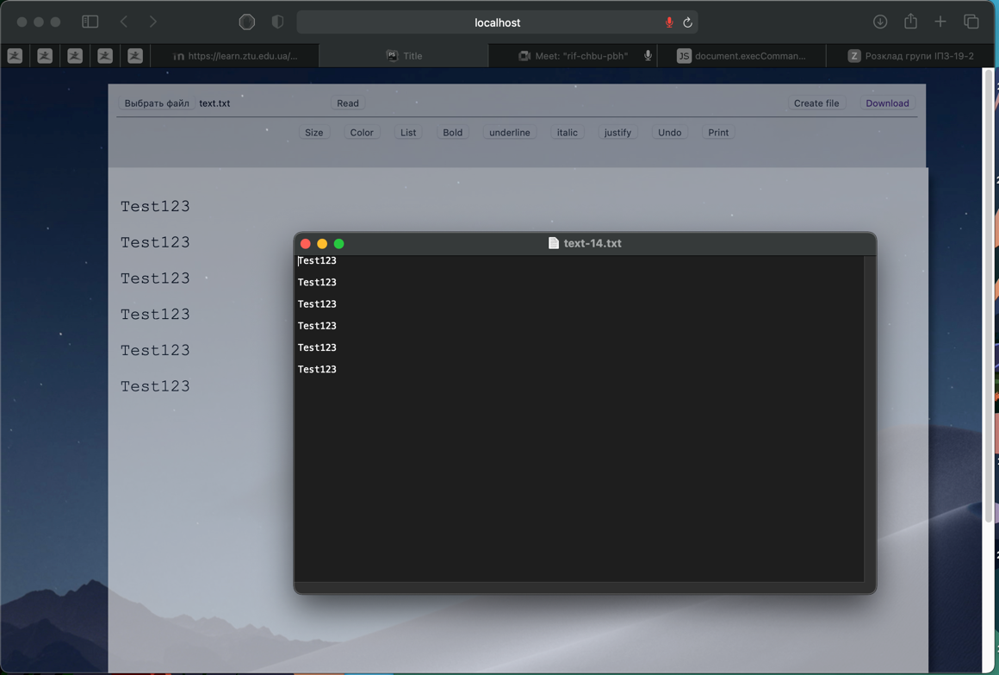 localhost
https://learn.ztu.edu.ua/...
PS Title
Meet: "rif-chbu-pbh"
JS document.execComman...
Z Розклад групи ІПЗ-19-2
Выбрать файл text.txt Read Create file Download
Size Color List Bold underline italic justify Undo Print
Test123
Test123
Test123
Test123
Test123
Test123
text-14.txt
Test123
Test123
Test123
Test123
Test123
Test123